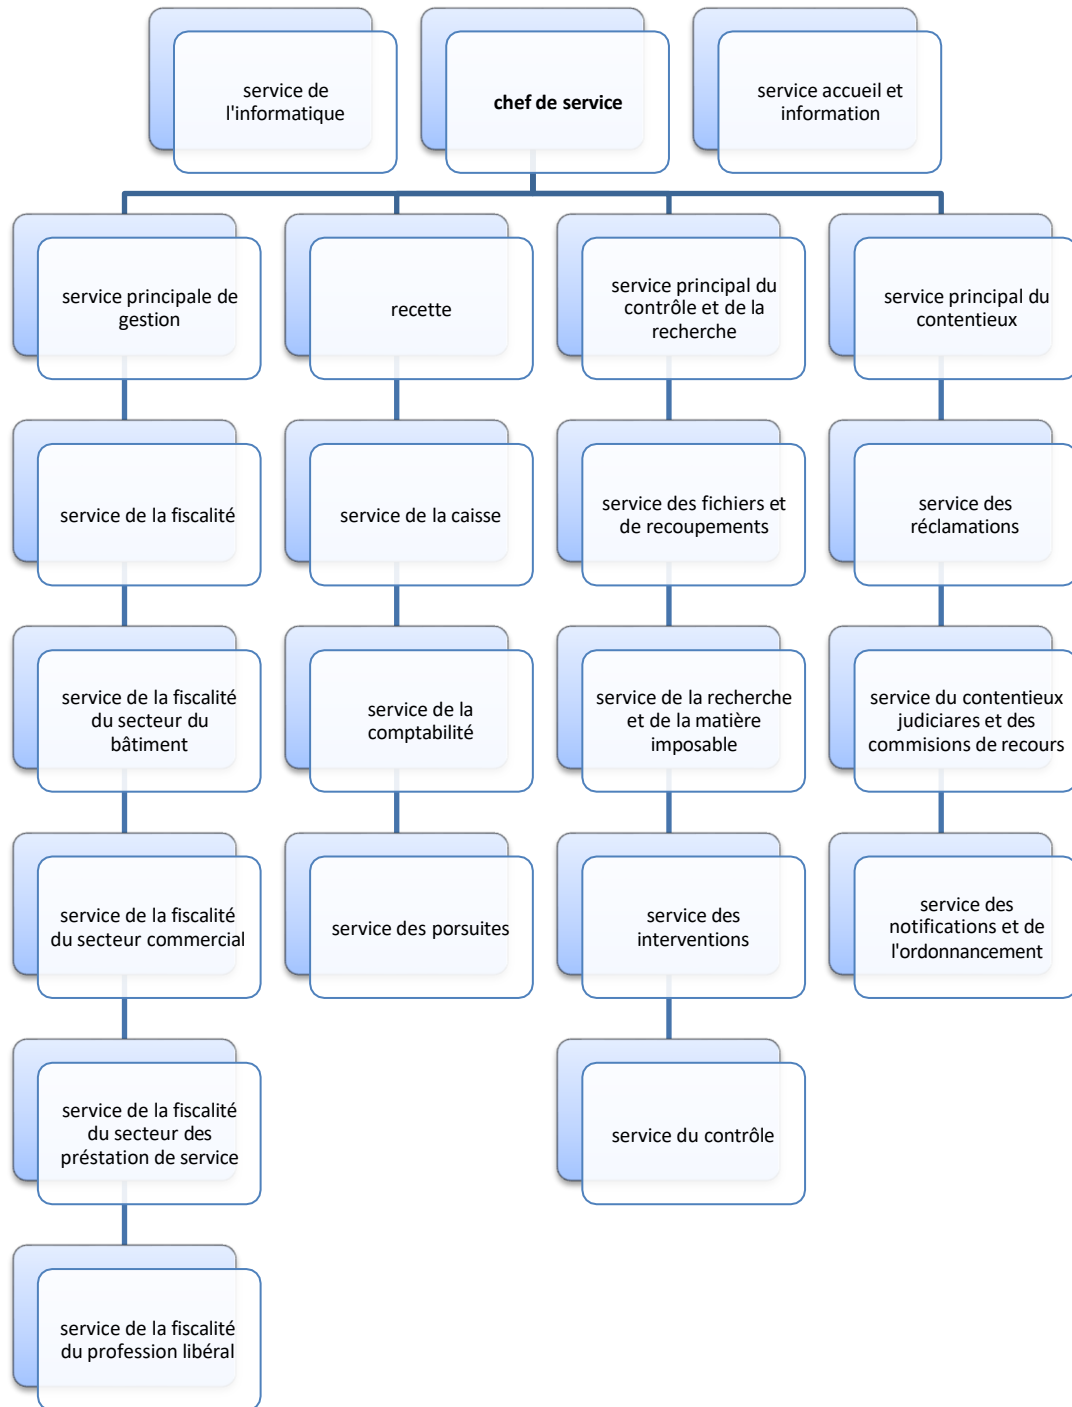 service de
l'informatique
chef de service
service accueil et
information
service principale de
gestion
recette
service principal du
contrôle et de la
recherche
service principal du
contentieux
service de la fiscalité
service de la caisse
service des fichiers et
de recoupements
service des
réclamations
service de la fiscalité
du secteur du
bâtiment
service de la
comptabilité
service de la recherche
et de la matière
imposable
service du contentieux
judiciares et des
commisions de recours
service de la fiscalité
du secteur commercial
service des porsuites
service des
interventions
service des
notifications et de
l'ordonnancement
service de la fiscalité
du secteur des
préstation de service
service du contrôle
service de la fiscalité
du profession libéral